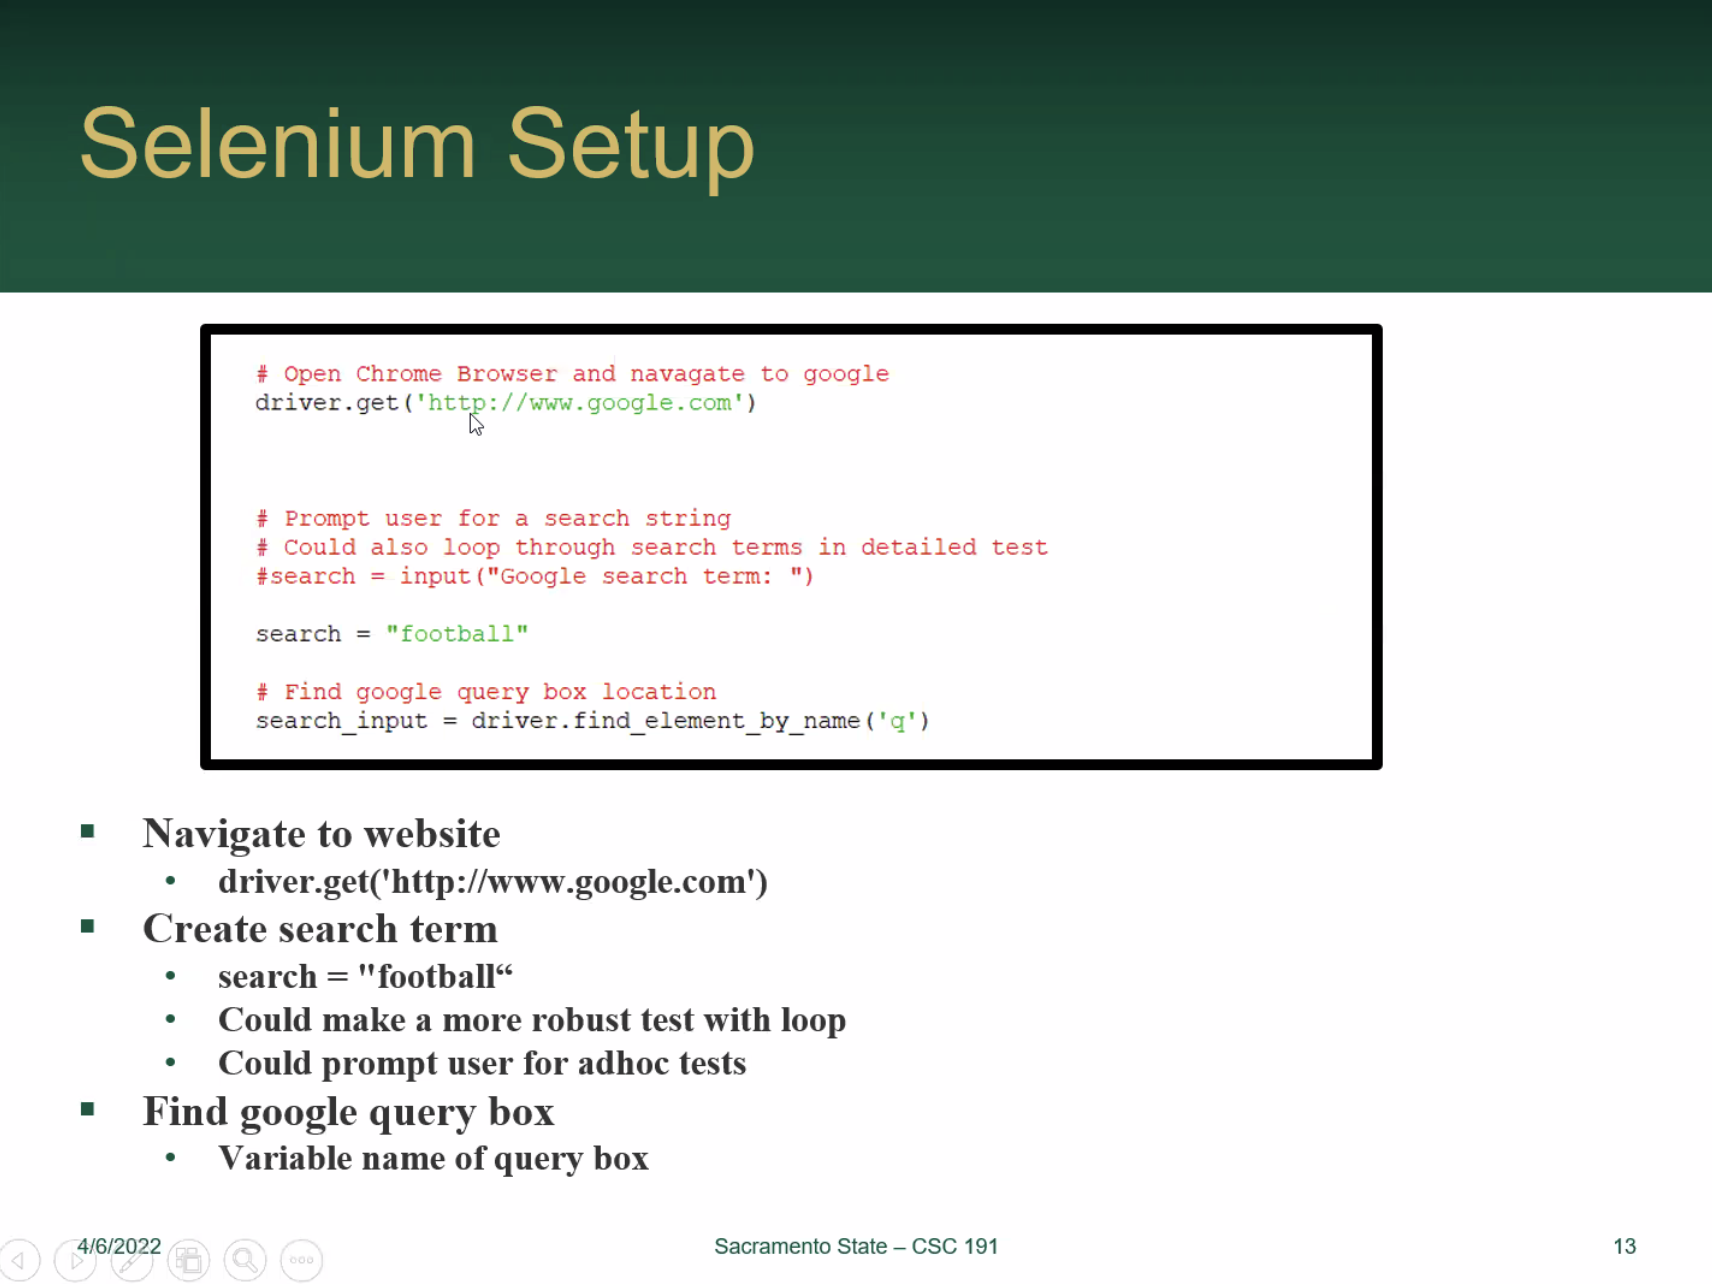 Selenium Setup
# Open Chrome Browser and navagate to google
driver.get('http://www.google.com')
# Prompt user for a search string
# Could also loop through search terms in detailed test
#search = input("Google search term: ")
search = "football"
# Find google query box location
search_input = driver.find_element_by_name('q')
Navigate to website
driver.get('http://www.google.com')
Create search term
search = "football“
Could make a more robust test with loop
Could prompt user for adhoc tests
Find google query box
Variable name of query box
4/6/2022
Sacramento State – CSC 191
13